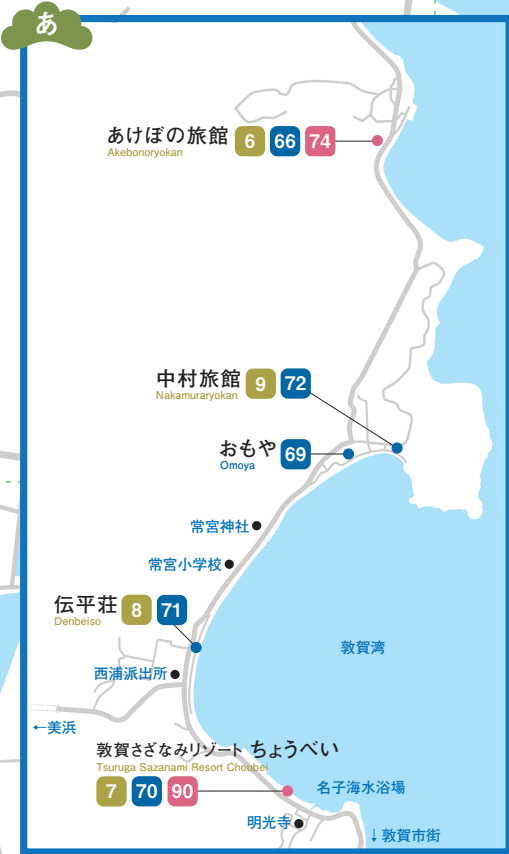 あ
あけぼの旅館 6 66 74
Akebonoryokan
中村旅館 9 72
Nakamuraryokan
おもや 69
Omoya
常宮神社
常宮小学校
伝平荘 8 71
Denbeiso
敦賀湾
西浦派出所
←美浜
敦賀さざなみリゾート ちょうべい
Tsuruga Sazanami Resort Choubei
7 70 90
名子海水浴場
明光寺
↓敦賀市街